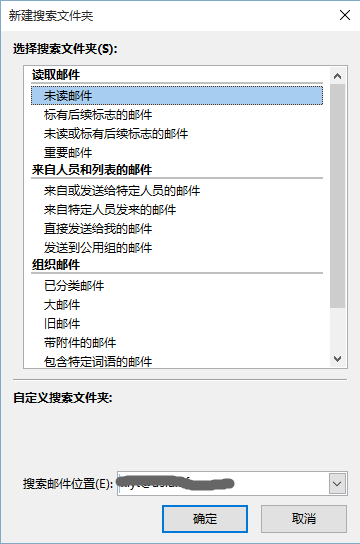 新建搜索文件夹
选择搜索文件夹(S):
读取邮件
未读邮件
标有后续标志的邮件
未读或标有后续标志的邮件
重要邮件
来自人员和列表的邮件
来自或发送给特定人员的邮件
来自特定人员发来的邮件
直接发送给我的邮件
发送到公用组的邮件
组织邮件
已分类邮件
大邮件
旧邮件
带附件的邮件
包含特定词语的邮件
自定义搜索文件夹:
搜索邮件位置(E):
确定
取消